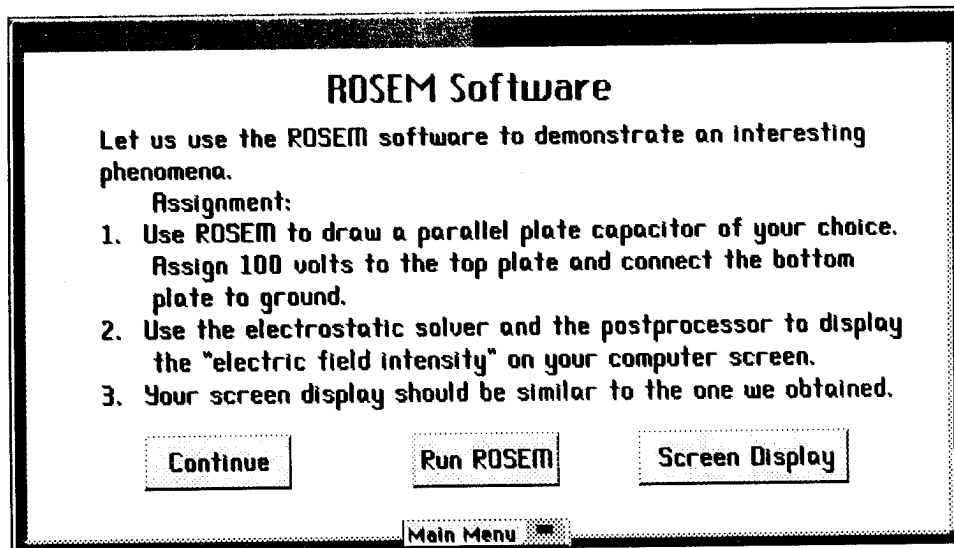 ROSEM Software
Let us use the ROSEM software to demonstrate an interesting
phenomena.
Assignment:
1. Use ROSEM to draw a parallel plate capacitor of your choice.
Assign 100 volts to the top plate and connect the bottom
plate to ground.
2. Use the electrostatic solver and the postprocessor to display
the "electric field intensity" on your computer screen.
3. Your screen display should be similar to the one we obtained.
Continue Run ROSEM Screen Display
Main Menu